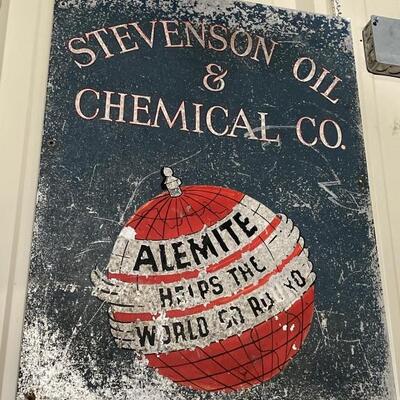 STEVENSON OIL
&
CHEMICAL CO.
ALEMITE
HELPS THE
WORLD GO ROUND